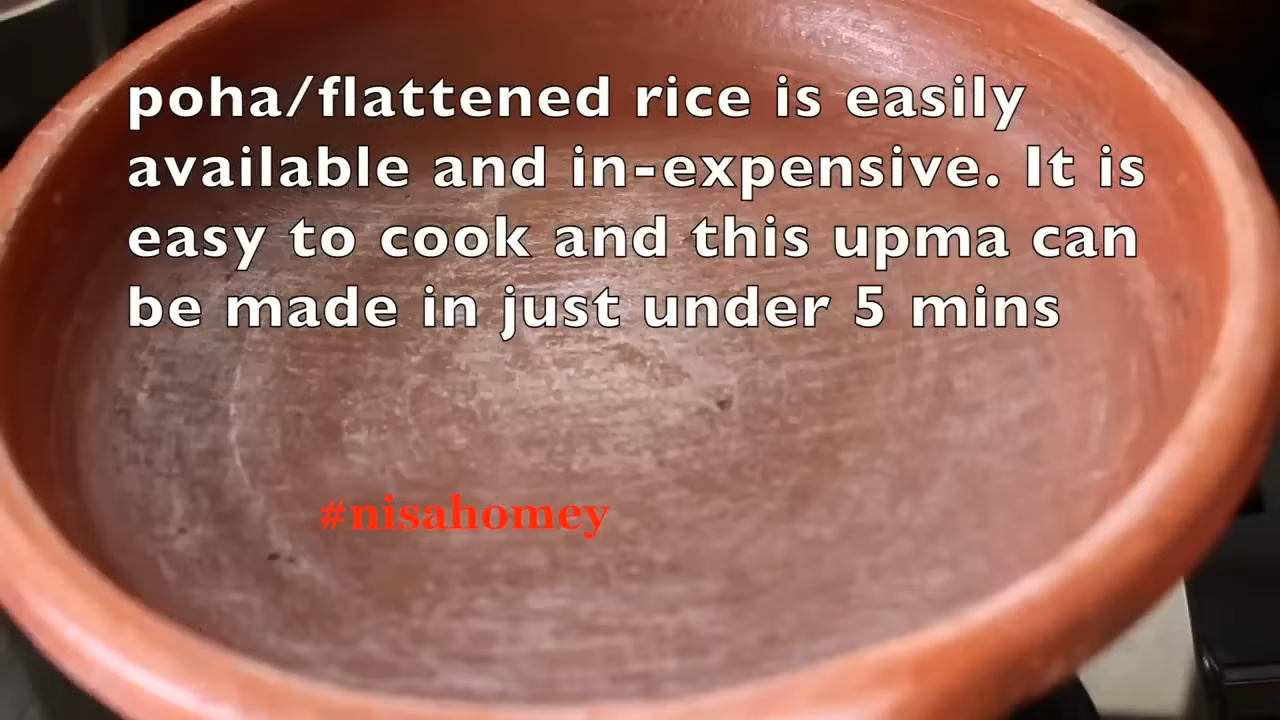 poha/flattened rice is easily
available and in-expensive. It is
easy to cook and this upma can
be made in just under 5 mins
#nisahomey